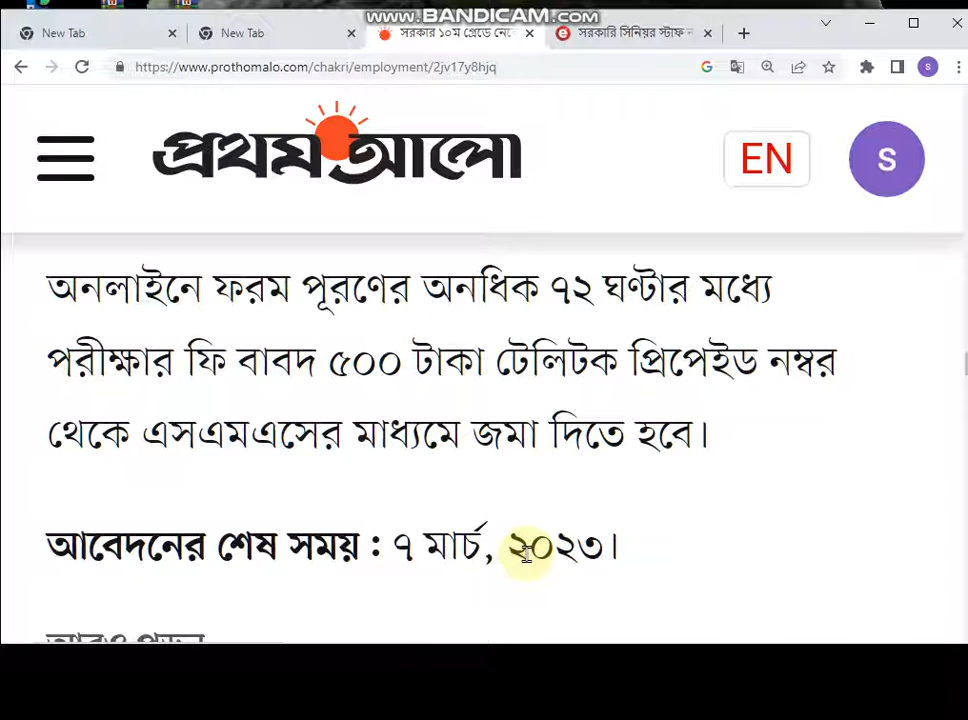 WWW.BANDICAM.COM
New Tab
New Tab
সরকার ১০ম গ্রেডে নে
সরকারি সিনিয়র স্টাফ ন
https://www.prothomalo.com/chakri/employment/2jv17y8hjq
S
প্রথম আলো
EN
S
অনলাইনে ফরম পূরণের অনধিক ৭২ ঘণ্টার মধ্যে
পরীক্ষার ফি বাবদ ৫০০ টাকা টেলিটক প্রিপেইড নম্বর
থেকে এসএমএসের মাধ্যমে জমা দিতে হবে।
আবেদনের শেষ সময় : ৭ মার্চ, ২০২৩।
আরও পড়ুন